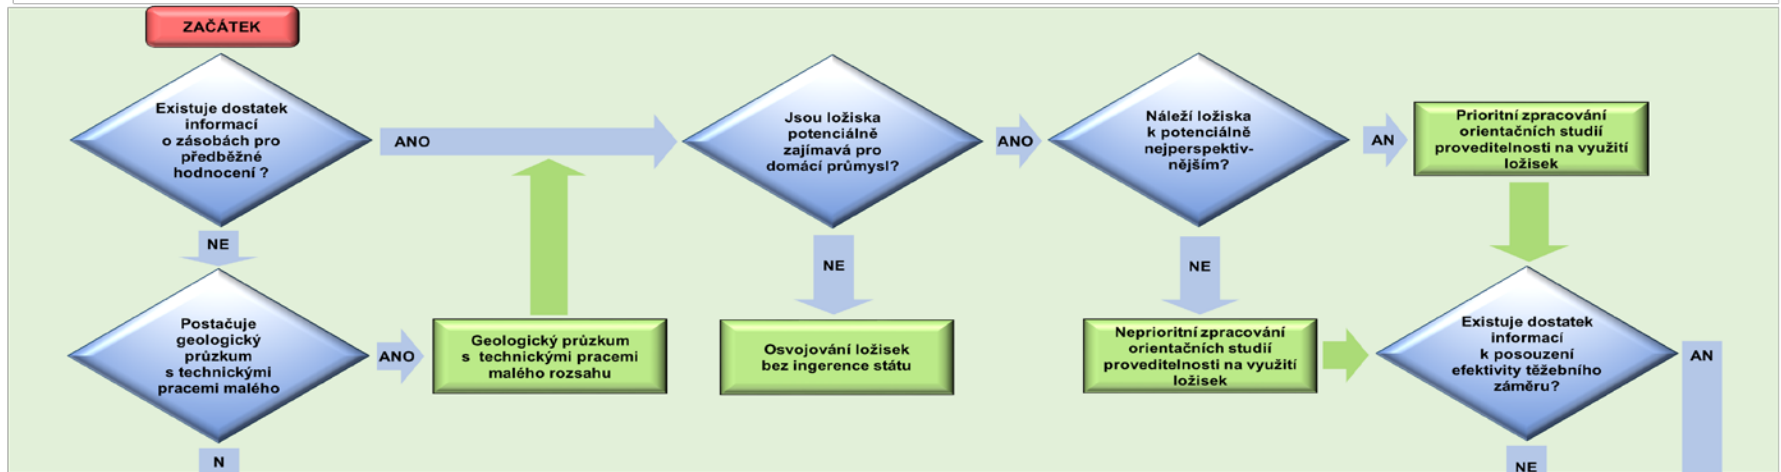 ZAČÁTEK
Existuje dostatek
informací
o zásobách pro
předběžné
hodnocení ?
ANO
Jsou ložiska
potenciálně
zajímavá pro
domácí průmysl?
ANO
Náleží ložiska
k potenciálně
nejperspektiv-
nějším?
AN
Prioritní zpracování
orientačních studií
proveditelnosti na využití
ložisek
NE
NE
NE
Postačuje
geologický
průzkum
s technickými
pracemi malého
ANO
Geologický průzkum
s technickými pracemi
malého rozsahu
Osvojování ložisek
bez ingerence státu
Neprioritní zpracování
orientačních studií
proveditelnosti na využití
ložisek
Existuje dostatek
informací
k posouzení
efektivity těžebního
záměru?
AN
N
NE